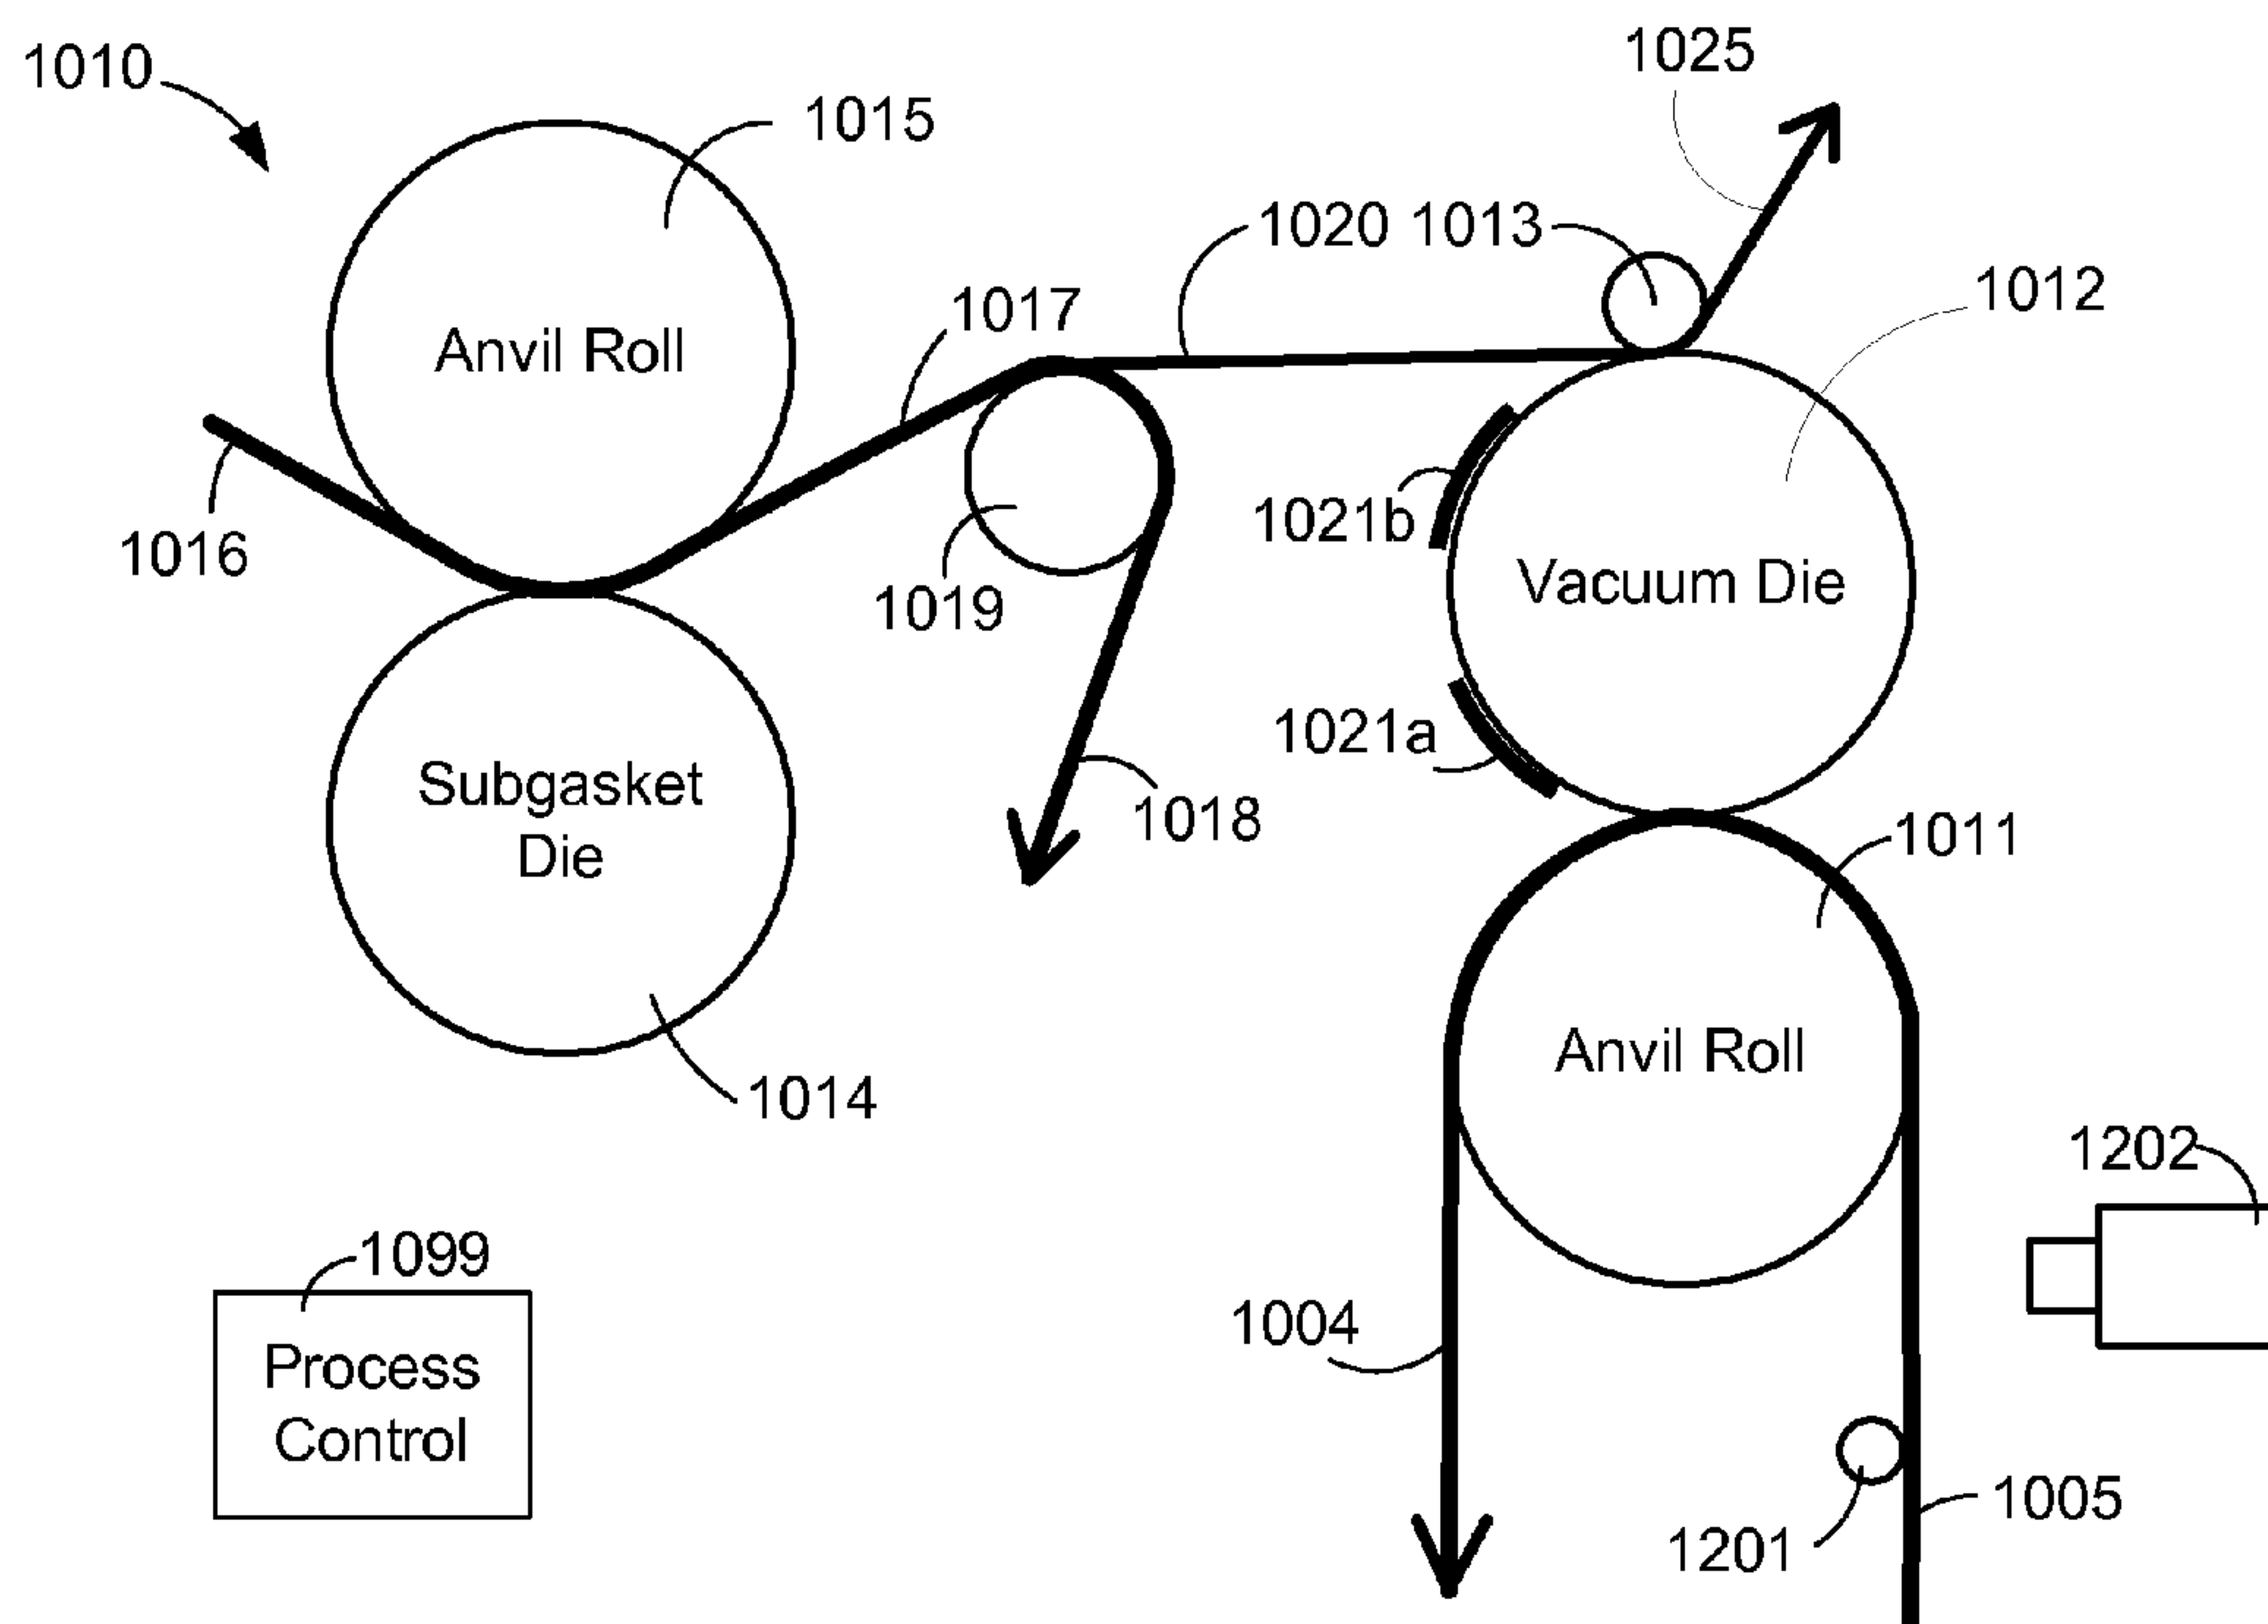 1010
1015
1025
1020 1013
1012
1017
Anvil Roll
1021b
1016
1019
Vacuum Die
1021a
Subgasket
Die
1018
1011
1014
Anvil Roll
1202
1099
1004
Process
Control
1005
1201